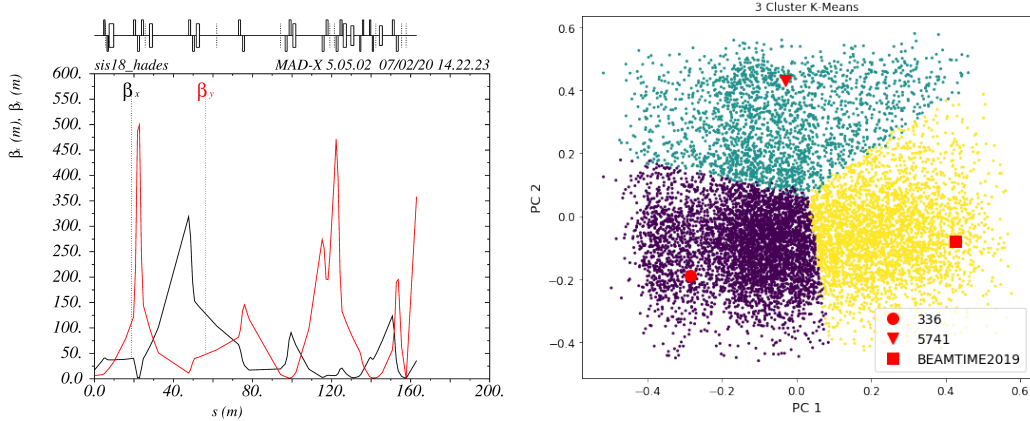 sis18_hades MAD-X 5.05.02 07/02/20 14.22.23
600.
550.
500.
450.
400.
350.
300.
250.
200.
150.
100.
50.
0.0
βx βy
βx (m), βy (m)
0.0 40. 80. 120. 160. 200.
s (m)
3 Cluster K-Means
0.6
0.4
0.2
0.0
−0.2
−0.4
PC 2
336
5741
BEAMTIME2019
−0.4 −0.2 0.0 0.2 0.4 0.6
PC 1